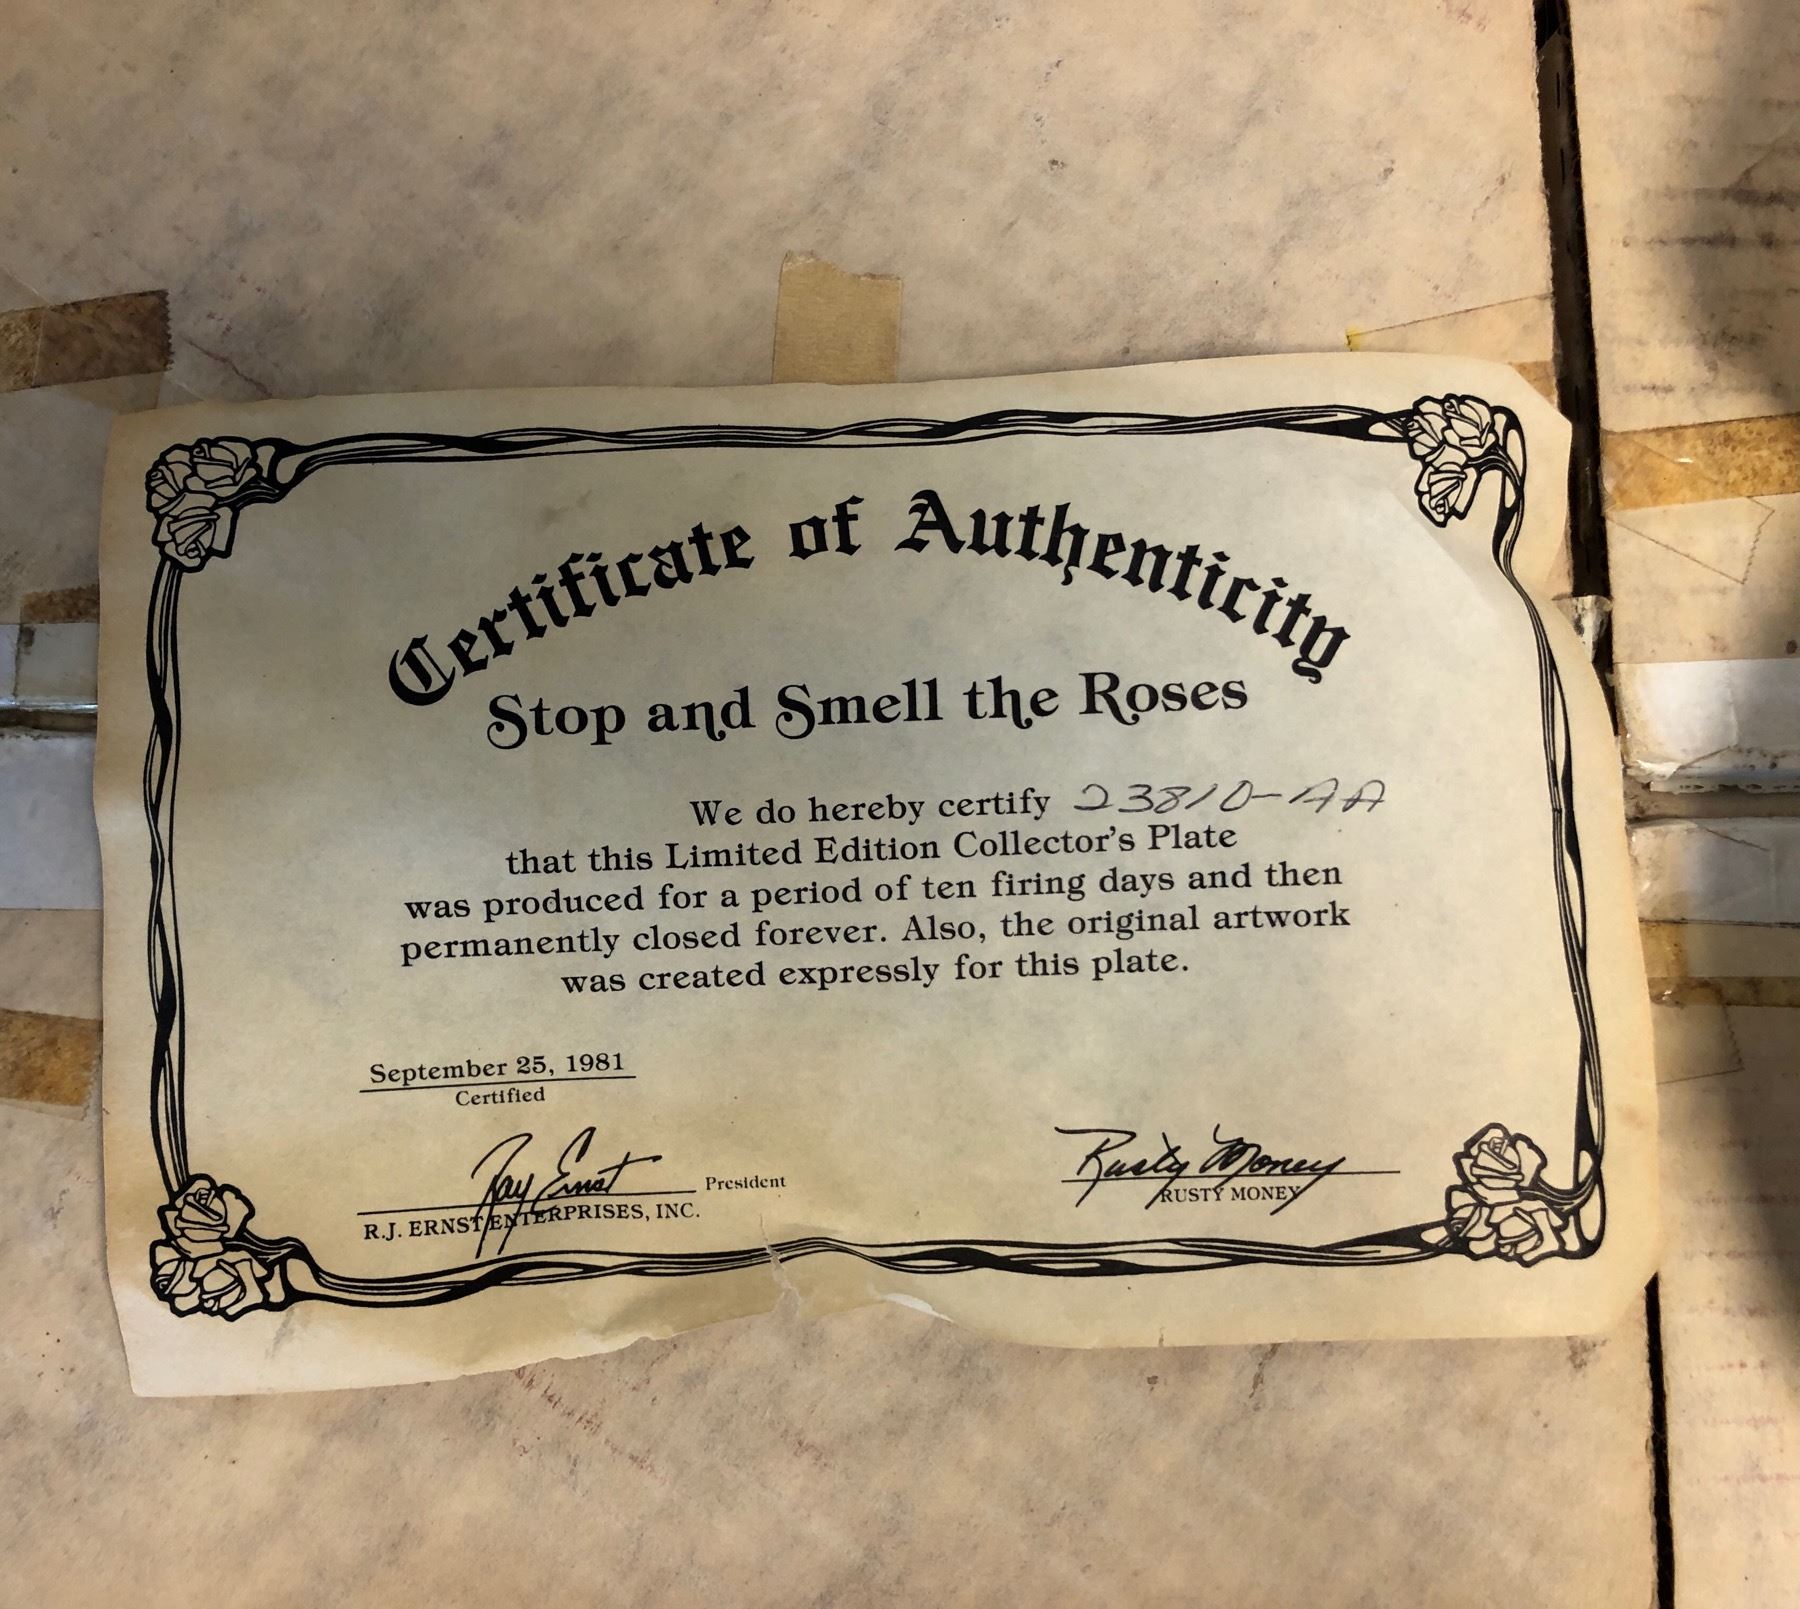 Certificate of Authenticity
Stop and Smell the Roses
We do hereby certify 23810-AA
that this Limited Edition Collector's Plate
was produced for a period of ten firing days and then
permanently closed forever. Also, the original artwork
was created expressly for this plate.
September 25, 1981
Certified
Ray Ernst President
R.J. ERNST ENTERPRISES, INC.
Rusty Money
RUSTY MONEY